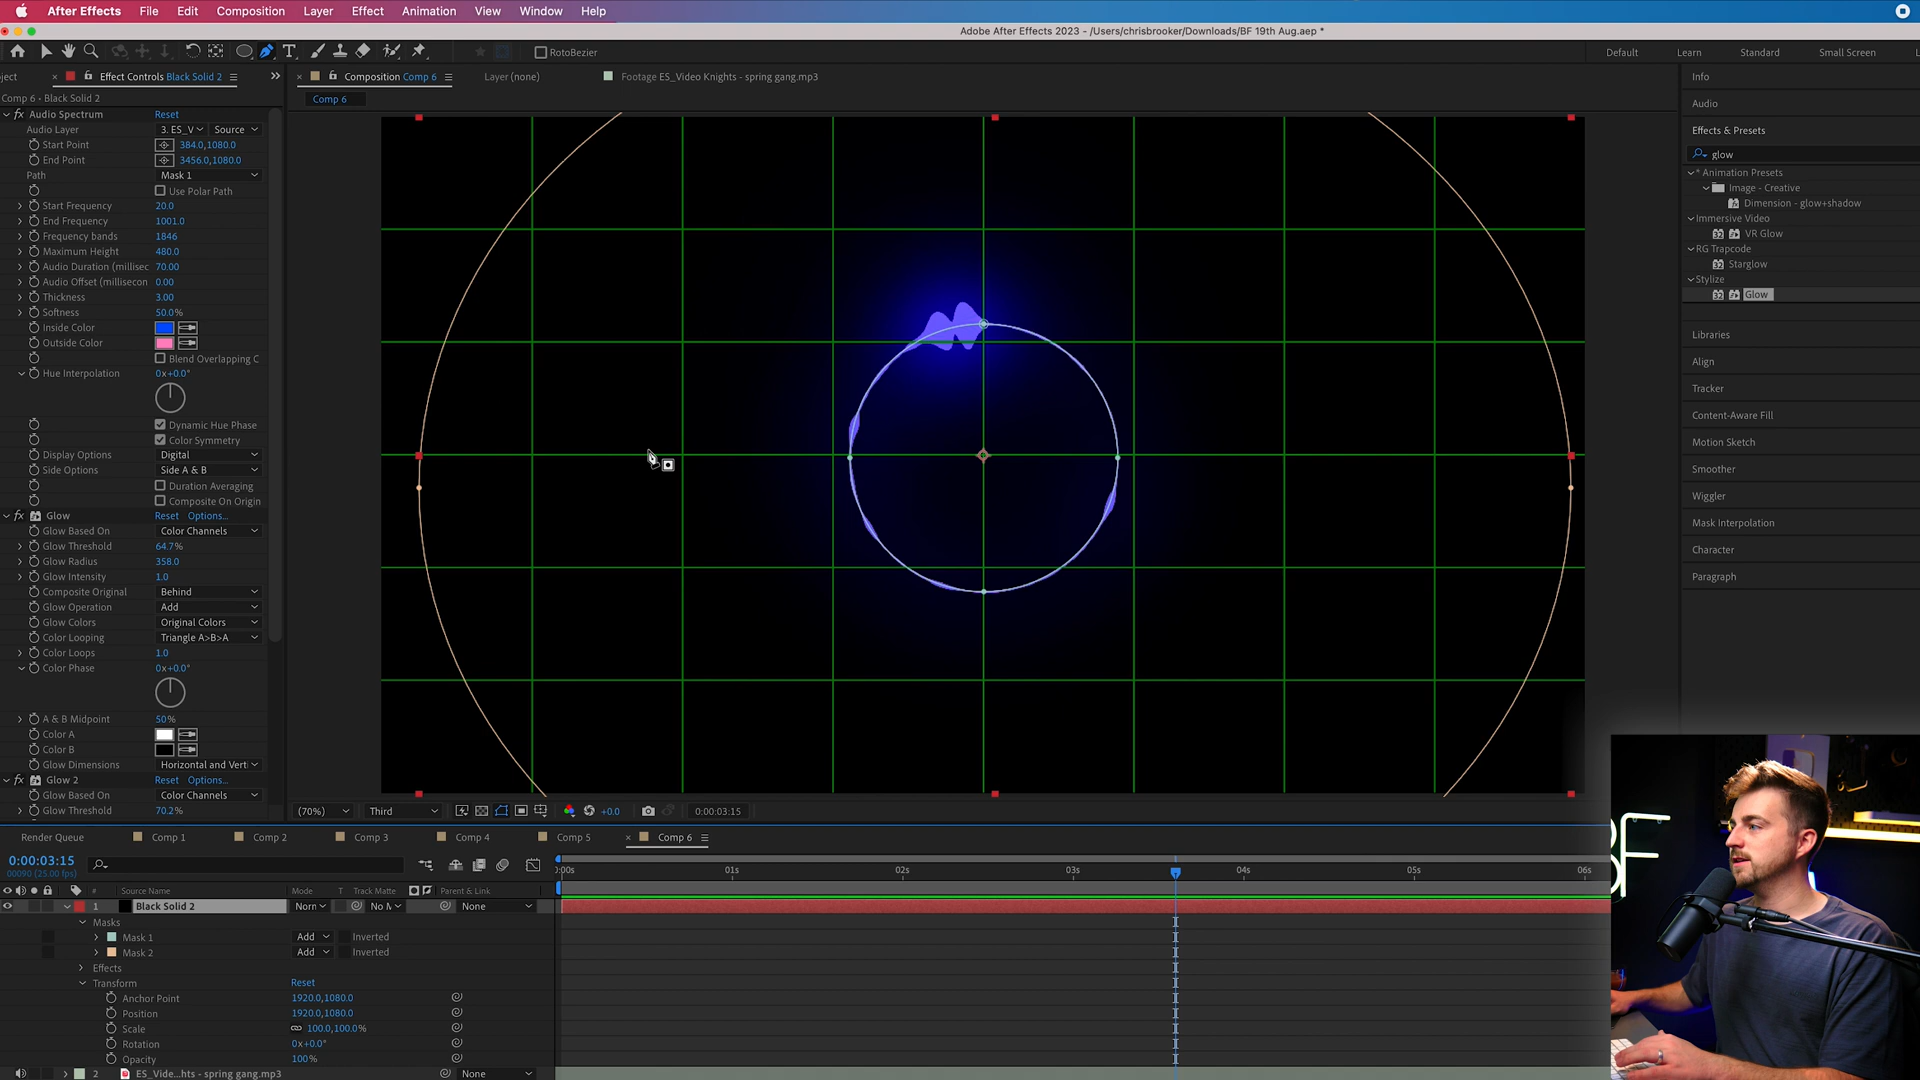 After Effects File Edit Composition Layer Effect Animation View Window Help
Adobe After Effects 2023 - /Users/chrisbrooker/Downloads/BF 19th Aug.aep *
RotoBezier
Default Learn Standard Small Screen
ject Effect Controls Black Solid 2
Composition Comp 6 Layer (none) Footage ES_Video Knights - spring gang.mp3
Comp 6 • Black Solid 2
Comp 6
fx Audio Spectrum Reset
Audio Layer 3. ES_V Source
Start Point 384.0,1080.0
End Point 3456.0,1080.0
Path Mask 1
Use Polar Path
Start Frequency 20.0
End Frequency 1001.0
Frequency bands 1846
Maximum Height 480.0
Audio Duration (millisec 70.00
Audio Offset (millisecon 0.00
Thickness 3.00
Softness 50.0%
Inside Color
Outside Color
Blend Overlapping C
Hue Interpolation 0x+0.0°
Dynamic Hue Phase
Color Symmetry
Display Options Digital
Side Options Side A & B
Duration Averaging
Composite On Origin
fx Glow Reset Options...
Glow Based On Color Channels
Glow Threshold 64.7%
Glow Radius 358.0
Glow Intensity 1.0
Composite Original Behind
Glow Operation Add
Glow Colors Original Colors
Color Looping Triangle A>B>A
Color Loops 1.0
Color Phase 0x+0.0°
A & B Midpoint 50%
Color A
Color B
Glow Dimensions Horizontal and Verti
fx Glow 2 Reset Options...
Glow Based On Color Channels
Glow Threshold 70.2%
Info
Audio
Effects & Presets
glow
* Animation Presets
Image - Creative
Dimension - glow+shadow
Immersive Video
32 VR Glow
RG Trapcode
32 Starglow
Stylize
32 Glow
Libraries
Align
Tracker
Content-Aware Fill
Motion Sketch
Smoother
Wiggler
Mask Interpolation
Character
Paragraph
(70%) Third +0.0 0:00:03:15
Render Queue Comp 1 Comp 2 Comp 3 Comp 4 Comp 5 Comp 6
0:00:03:15
00090 (25.00 fps)
:00s 01s 02s 03s 04s 05s 06s
# Source Name Mode T Track Matte Parent & Link
1 Black Solid 2 Norn No M None
Masks
Mask 1 Add Inverted
Mask 2 Add Inverted
Effects
Transform Reset
Anchor Point 1920.0,1080.0
Position 1920.0,1080.0
Scale 100.0,100.0%
Rotation 0x+0.0°
Opacity 100%
2 ES_Vide...hts - spring gang.mp3 None
BF